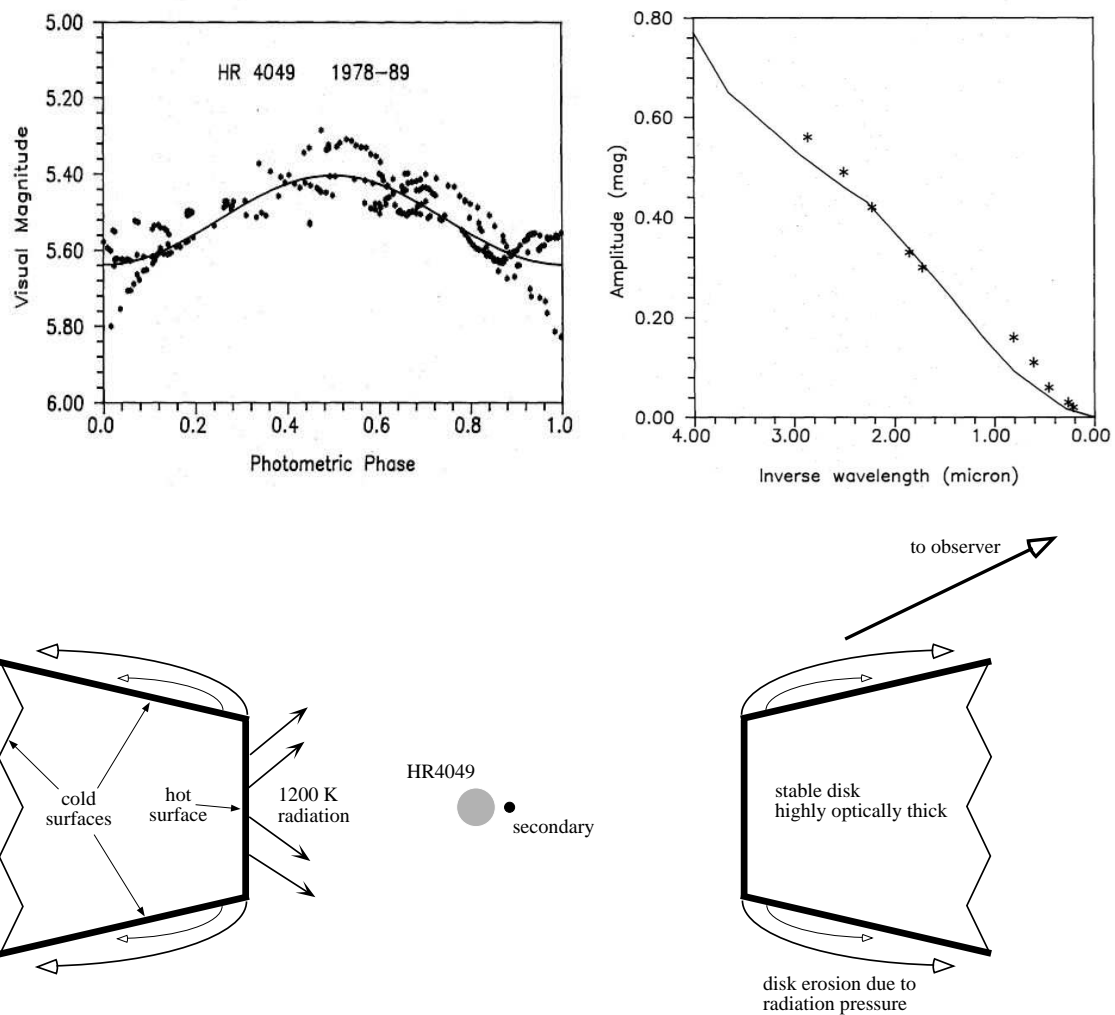 HR 4049 1978-89
5.00
5.20
5.40
5.60
5.80
6.00
Visual Magnitude
0.0 0.2 0.4 0.6 0.8 1.0
Photometric Phase
0.80
0.60
0.40
0.20
0.00
Amplitude (mag)
4.00 3.00 2.00 1.00 0.00
Inverse wavelength (micron)
to observer
cold
surfaces
hot
surface
1200 K
radiation
HR4049
secondary
stable disk
highly optically thick
disk erosion due to
radiation pressure